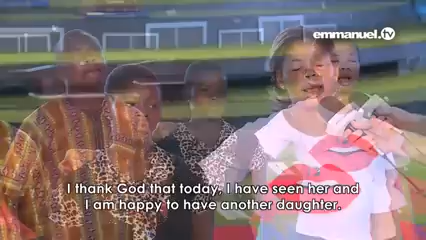 emmanuel.tv
I thank God that today, I have seen her and
I am happy to have another daughter.